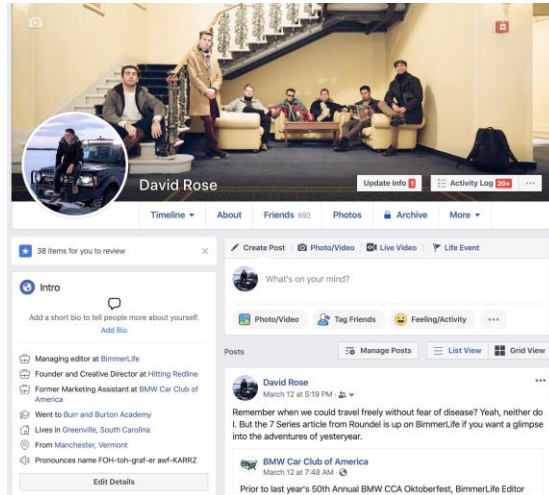 David Rose
Update Info 1
Activity Log 20+
Timeline
About
Friends 692
Photos
Archive
More
38 items for you to review
Intro
Add a short bio to tell people more about yourself.
Add Bio
Managing editor at BimmerLife
Founder and Creative Director at Hitting Redline
Former Marketing Assistant at BMW Car Club of
America
Went to Burr and Burton Academy
Lives in Greenville, South Carolina
From Manchester, Vermont
Pronounces name FOH-toh-graf-er awf-KARRZ
Edit Details
Create Post
Photo/Video
Live Video
Life Event
What's on your mind?
Photo/Video
Tag Friends
Feeling/Activity
Posts
Manage Posts
List View
Grid View
David Rose
March 12 at 5:19 PM ·
Remember when we could travel freely without fear of disease? Yeah, neither do
I. But the 7 Series article from Roundel is up on BimmerLife if you want a glimpse
into the adventures of yesteryear.
BMW Car Club of America
March 12 at 7:48 AM ·
Prior to last year's 50th Annual BMW CCA Oktoberfest, BimmerLife Editor